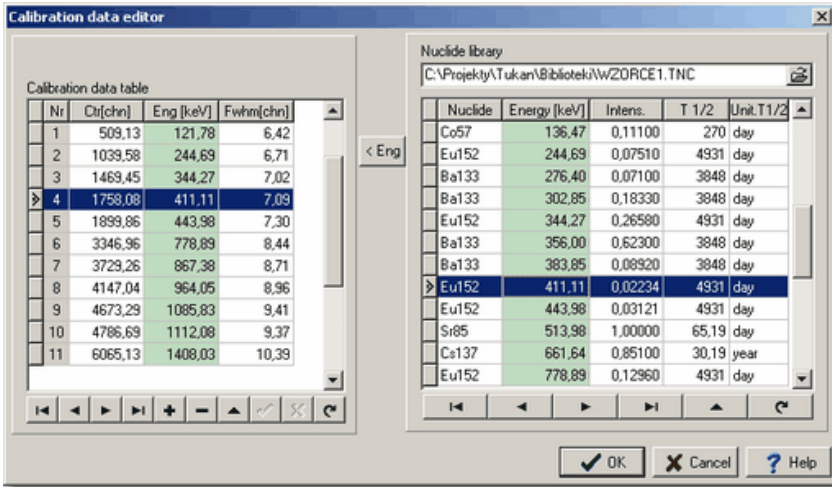 Calibration data editor
Nuclide library
C:\Projekty\Tukan\Biblioteki\WZORCE1.TNC
Calibration data table
Nr Ctr[chn] Eng [keV] Fwhm[chn]
1 509,13 121,78 6,42
2 1039,58 244,69 6,71
3 1469,45 344,27 7,02
4 1758,08 411,11 7,09
5 1899,86 443,98 7,30
6 3346,96 778,89 8,44
7 3729,26 867,38 8,71
8 4147,04 964,05 8,96
9 4673,29 1085,83 9,41
10 4786,69 1112,08 9,37
11 6065,13 1408,03 10,39
< Eng
Nuclide Energy [keV] Intens. T 1/2 Unit.T1/2
Co57 136,47 0,11100 270 day
Eu152 244,69 0,07510 4931 day
Ba133 276,40 0,07100 3848 day
Ba133 302,85 0,18330 3848 day
Eu152 344,27 0,26580 4931 day
Ba133 356,00 0,62300 3848 day
Ba133 383,85 0,08920 3848 day
Eu152 411,11 0,02234 4931 day
Eu152 443,98 0,03121 4931 day
Sr85 513,98 1,00000 65,19 day
Cs137 661,64 0,85100 30,19 year
Eu152 778,89 0,12960 4931 day
OK
Cancel
? Help